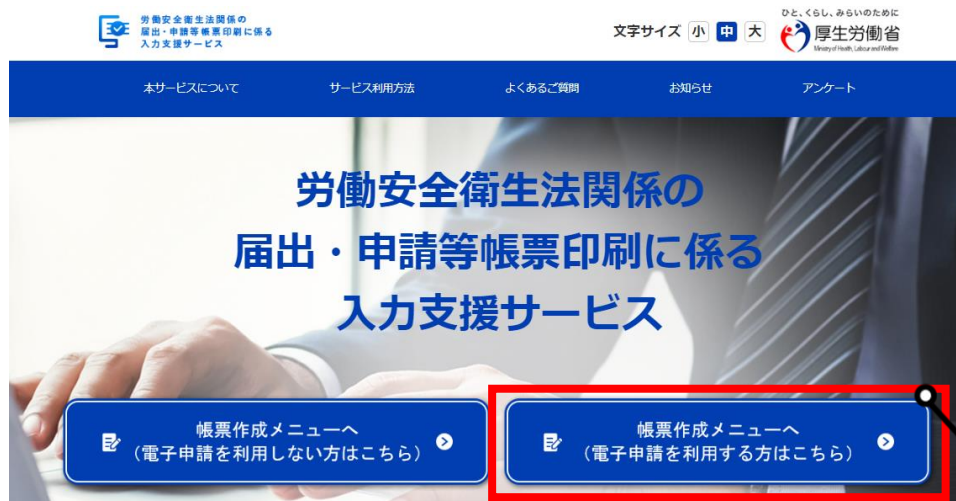 労働安全衛生法関係の
届出・申請等帳票印刷に係る
入力支援サービス
文字サイズ 小 中 大
ひと、くらし、みらいのために
厚生労働省
Ministry of Health, Labour and Welfare
本サービスについて サービス利用方法 よくあるご質問 お知らせ アンケート
労働安全衛生法関係の
届出・申請等帳票印刷に係る
入力支援サービス
帳票作成メニューへ
（電子申請を利用しない方はこちら）
帳票作成メニューへ
（電子申請を利用する方はこちら）